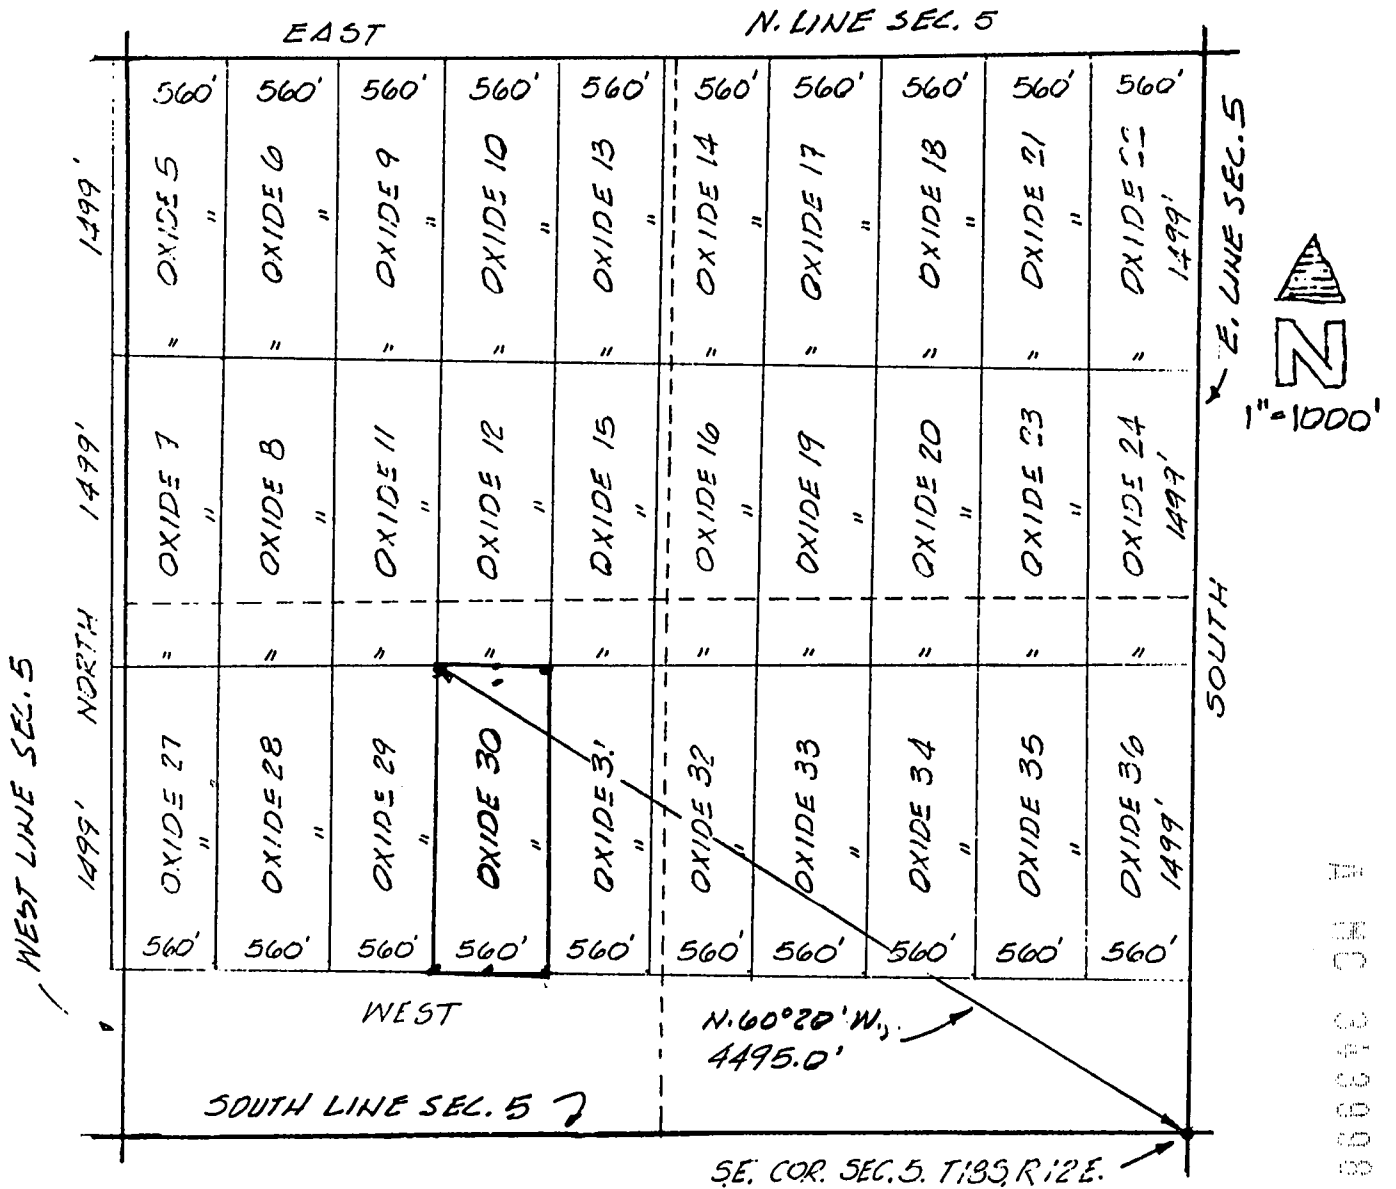 EAST
N. LINE SEC. 5
560' 560' 560' 560' 560' 560' 560' 560' 560' 560'
1499'
OXIDE 5 "
OXIDE 6 "
OXIDE 9 "
OXIDE 10 "
OXIDE 13 "
OXIDE 14 "
OXIDE 17 "
OXIDE 18 "
OXIDE 21 "
OXIDE 22 1499'
E. LINE SEC. 5
N
1"=1000'
" " " " " " " " " "
1499'
OXIDE 7 "
OXIDE 8 "
OXIDE 11 "
OXIDE 12 "
OXIDE 15 "
OXIDE 16 "
OXIDE 19 "
OXIDE 20 "
OXIDE 23 "
OXIDE 24 1499'
NORTH
SOUTH
" " " " " " " " " "
WEST LINE SEC. 5
1499'
OXIDE 27 "
OXIDE 28 "
OXIDE 29 "
OXIDE 30 "
OXIDE 31 "
OXIDE 32 "
OXIDE 33 "
OXIDE 34 "
OXIDE 35 "
OXIDE 36 1499'
560' 560' 560' 560' 560' 560' 560' 560' 560' 560'
WEST
N. 60°20' W.,
4495.0'
SOUTH LINE SEC. 5
S.E. COR. SEC. 5. T13S, R12E.
A MC